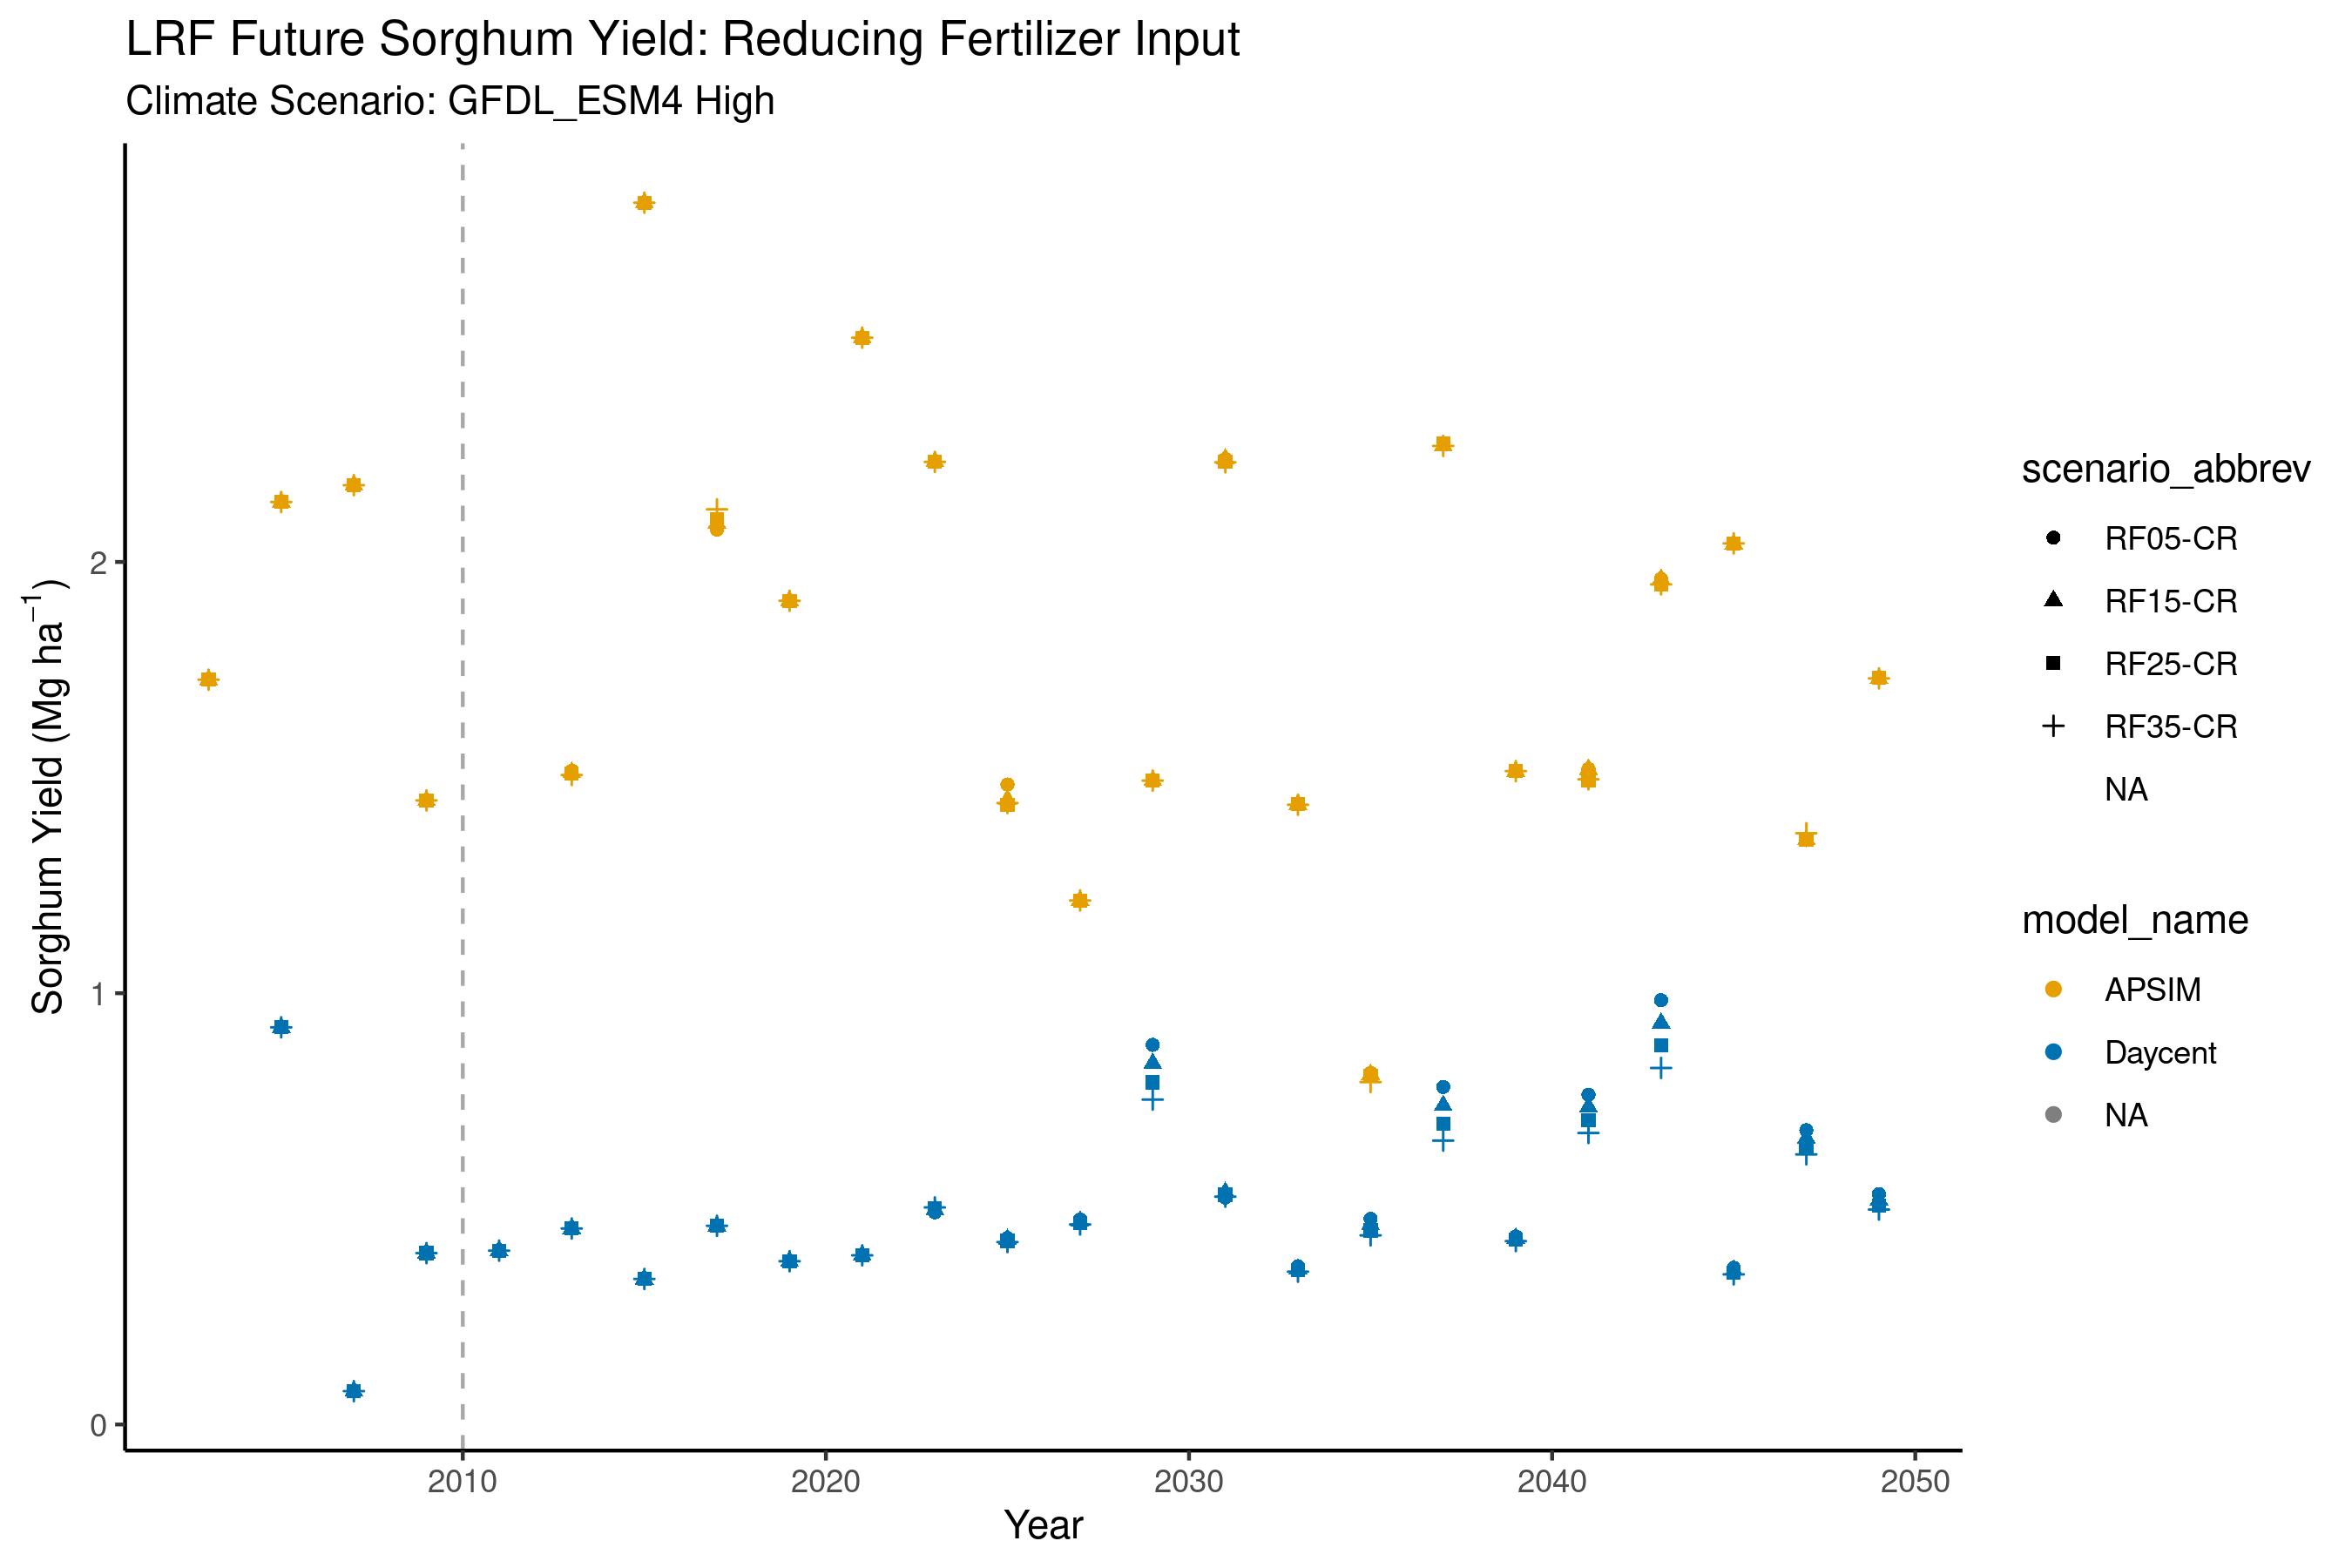 LRF Future Sorghum Yield: Reducing Fertilizer Input
Climate Scenario: GFDL_ESM4 High
Sorghum Yield (Mg ha⁻¹)
2
1
0
2010
2020
2030
2040
2050
Year
scenario_abbrev
RF05-CR
RF15-CR
RF25-CR
RF35-CR
NA
model_name
APSIM
Daycent
NA